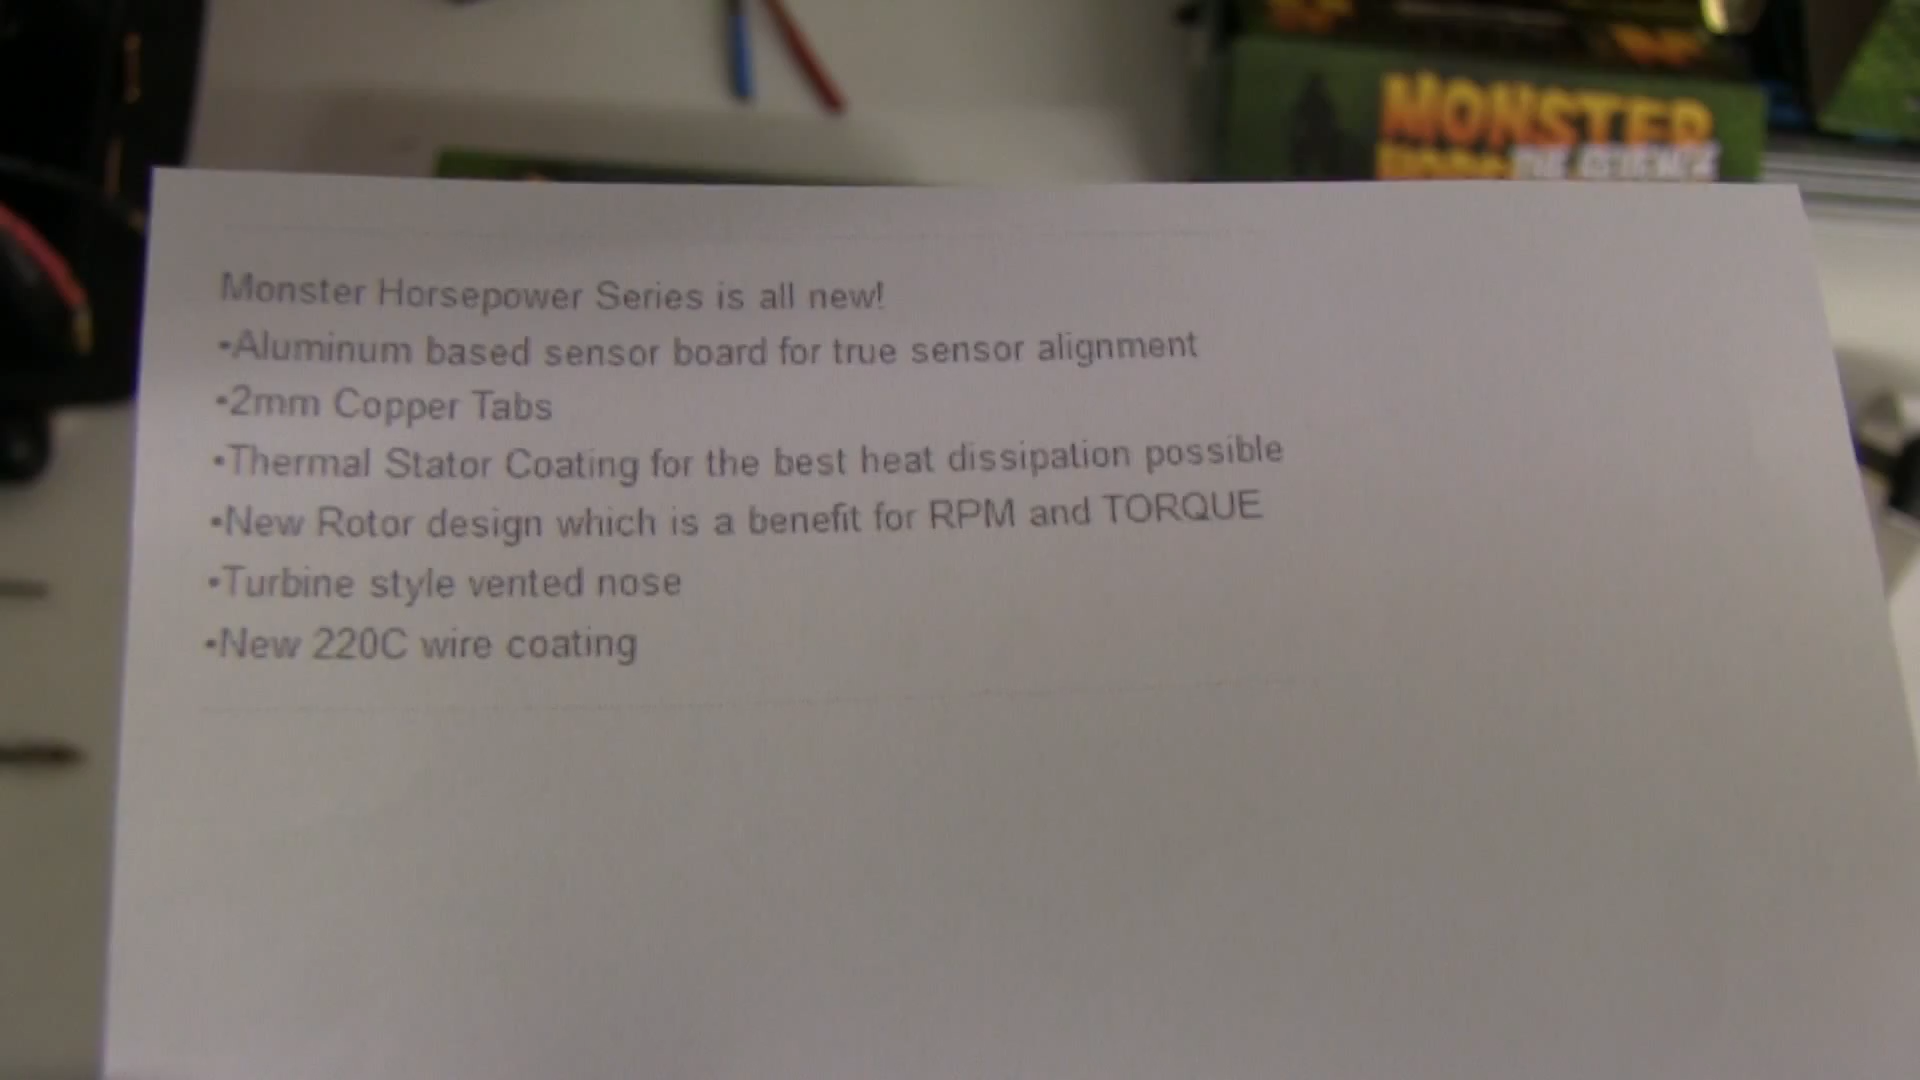 MONSTER
Monster Horsepower Series is all new!
•Aluminum based sensor board for true sensor alignment
•2mm Copper Tabs
•Thermal Stator Coating for the best heat dissipation possible
•New Rotor design which is a benefit for RPM and TORQUE
•Turbine style vented nose
•New 220C wire coating